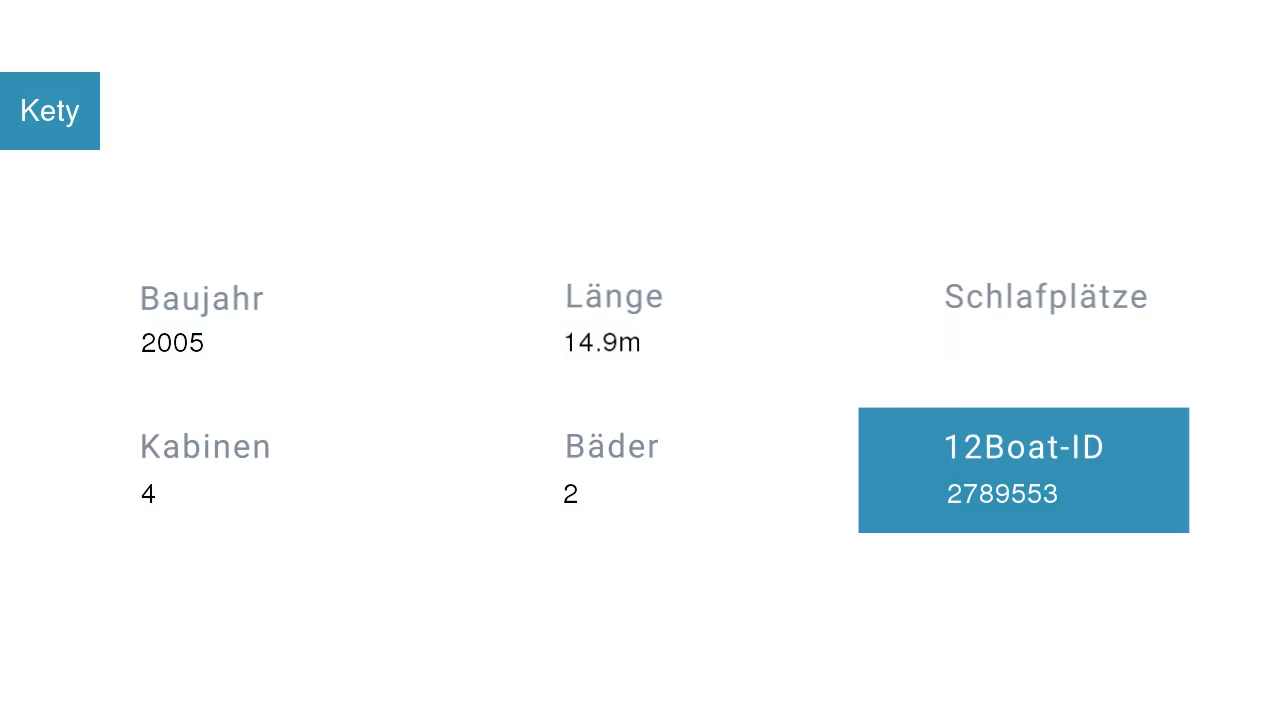 Kety
Baujahr
2005
Länge
14.9m
Schlafplätze
Kabinen
4
Bäder
2
12Boat-ID
2789553